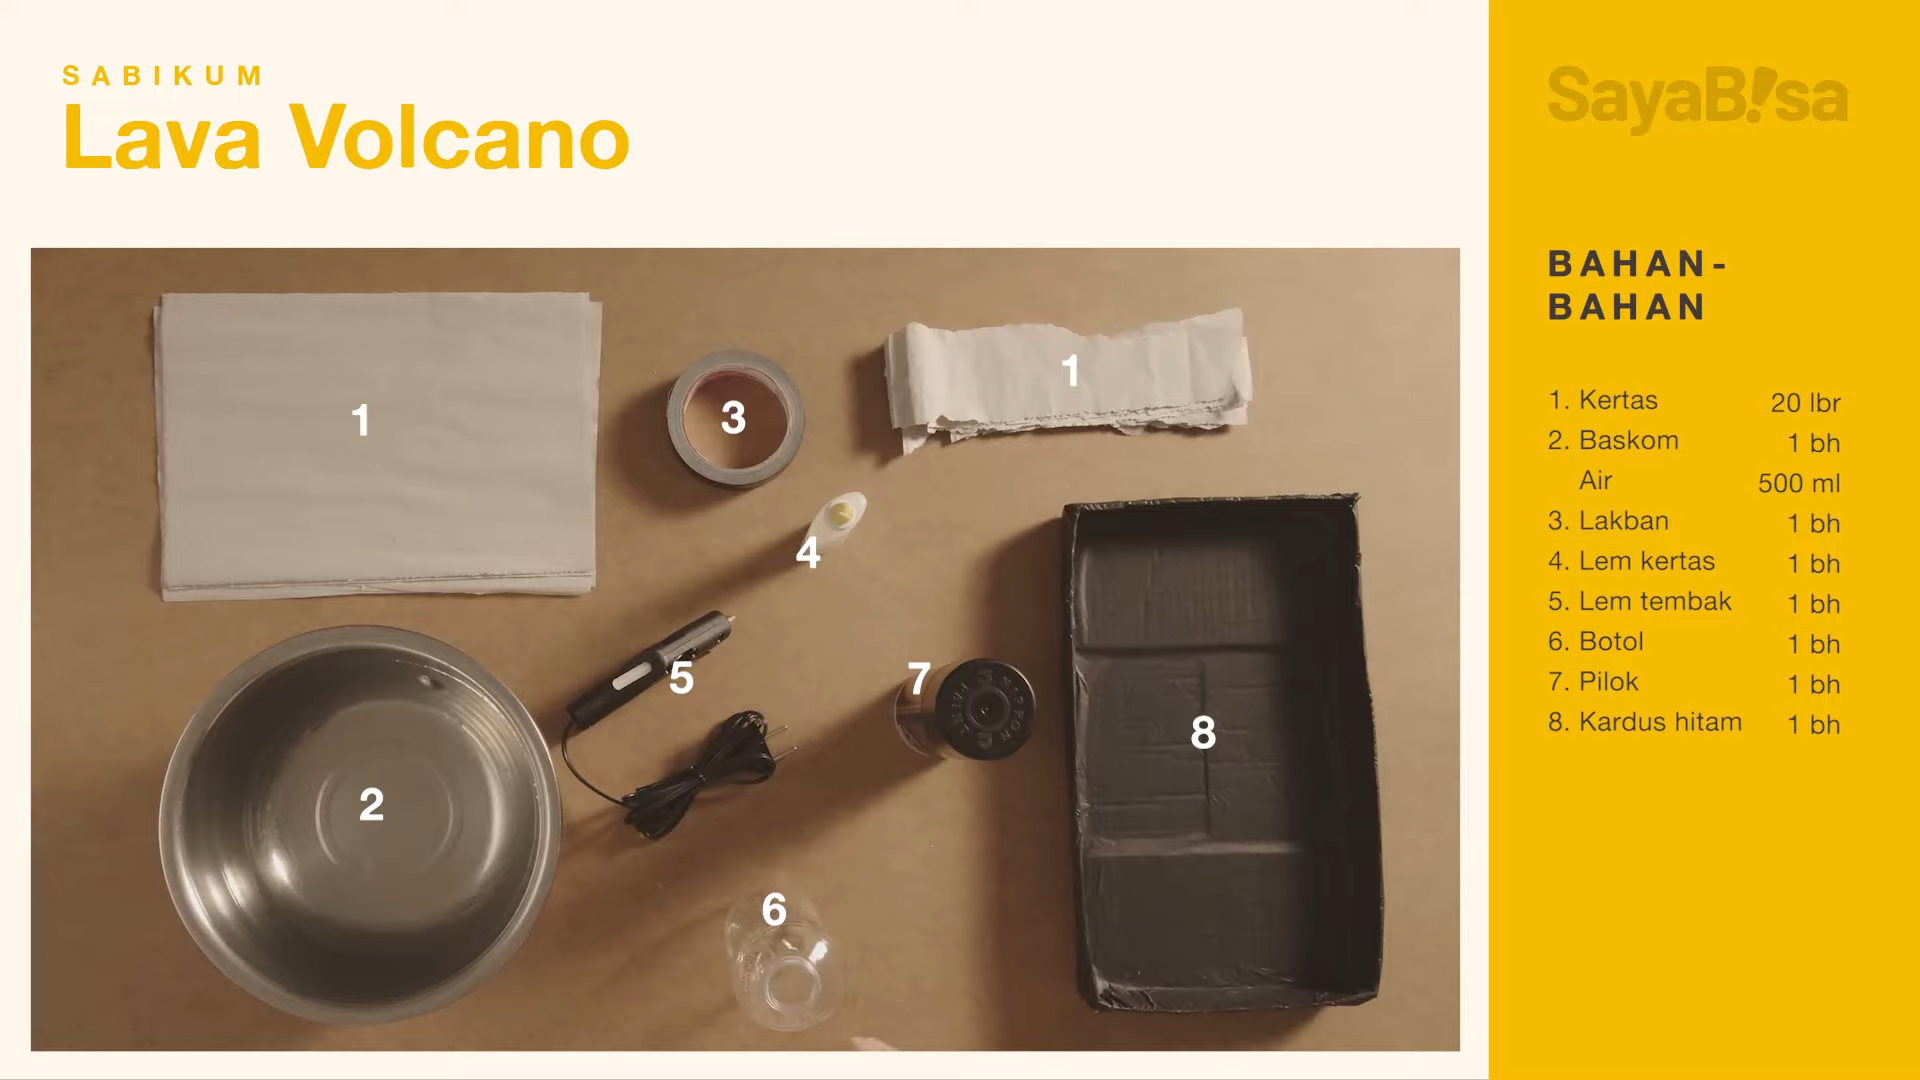 SABIKUM
Lava Volcano
SayaB!sa
BAHAN-
BAHAN
1. Kertas 20 lbr
2. Baskom 1 bh
Air 500 ml
3. Lakban 1 bh
4. Lem kertas 1 bh
5. Lem tembak 1 bh
6. Botol 1 bh
7. Pilok 1 bh
8. Kardus hitam 1 bh
1
3
1
4
5
7
NIPPON PAINT
8
2
6